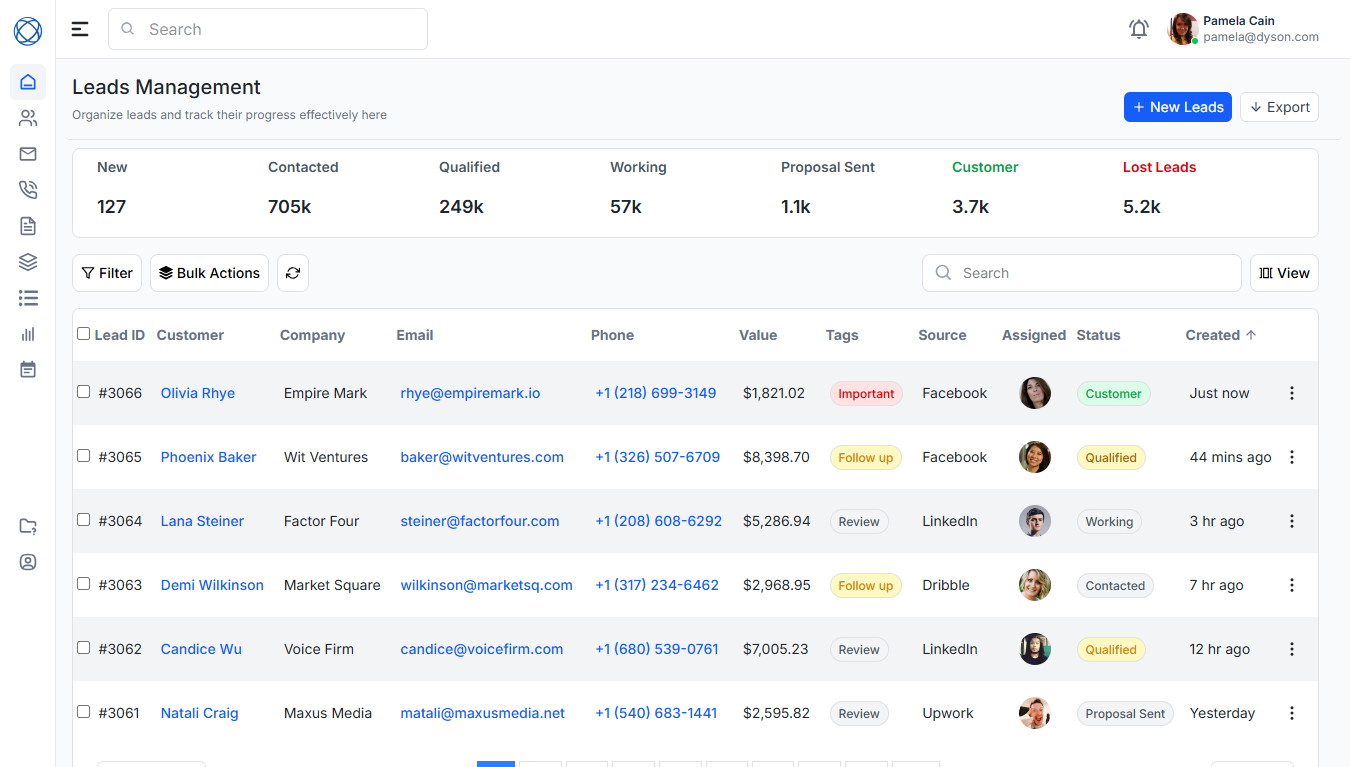 Search
Pamela Cain
pamela@dyson.com
Leads Management
Organize leads and track their progress effectively here
+ New Leads
Export
New Contacted Qualified Working Proposal Sent Customer Lost Leads
127 705k 249k 57k 1.1k 3.7k 5.2k
Filter Bulk Actions Search View
Lead ID Customer Company Email Phone Value Tags Source Assigned Status Created
#3066 Olivia Rhye Empire Mark rhye@empiremark.io +1 (218) 699-3149 $1,821.02 Important Facebook Customer Just now
#3065 Phoenix Baker Wit Ventures baker@witventures.com +1 (326) 507-6709 $8,398.70 Follow up Facebook Qualified 44 mins ago
#3064 Lana Steiner Factor Four steiner@factorfour.com +1 (208) 608-6292 $5,286.94 Review LinkedIn Working 3 hr ago
#3063 Demi Wilkinson Market Square wilkinson@marketsq.com +1 (317) 234-6462 $2,968.95 Follow up Dribble Contacted 7 hr ago
#3062 Candice Wu Voice Firm candice@voicefirm.com +1 (680) 539-0761 $7,005.23 Review LinkedIn Qualified 12 hr ago
#3061 Natali Craig Maxus Media matali@maxusmedia.net +1 (540) 683-1441 $2,595.82 Review Upwork Proposal Sent Yesterday